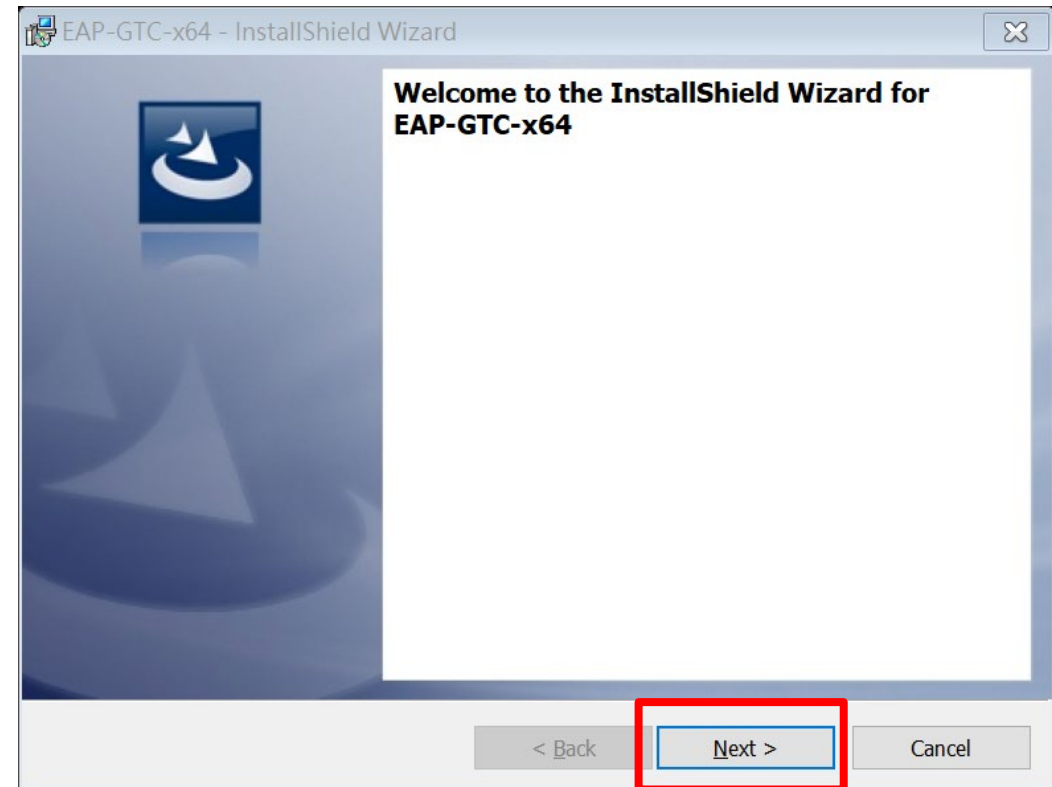 EAP-GTC-x64 - InstallShield Wizard
Welcome to the InstallShield Wizard for
EAP-GTC-x64
< Back
Next >
Cancel